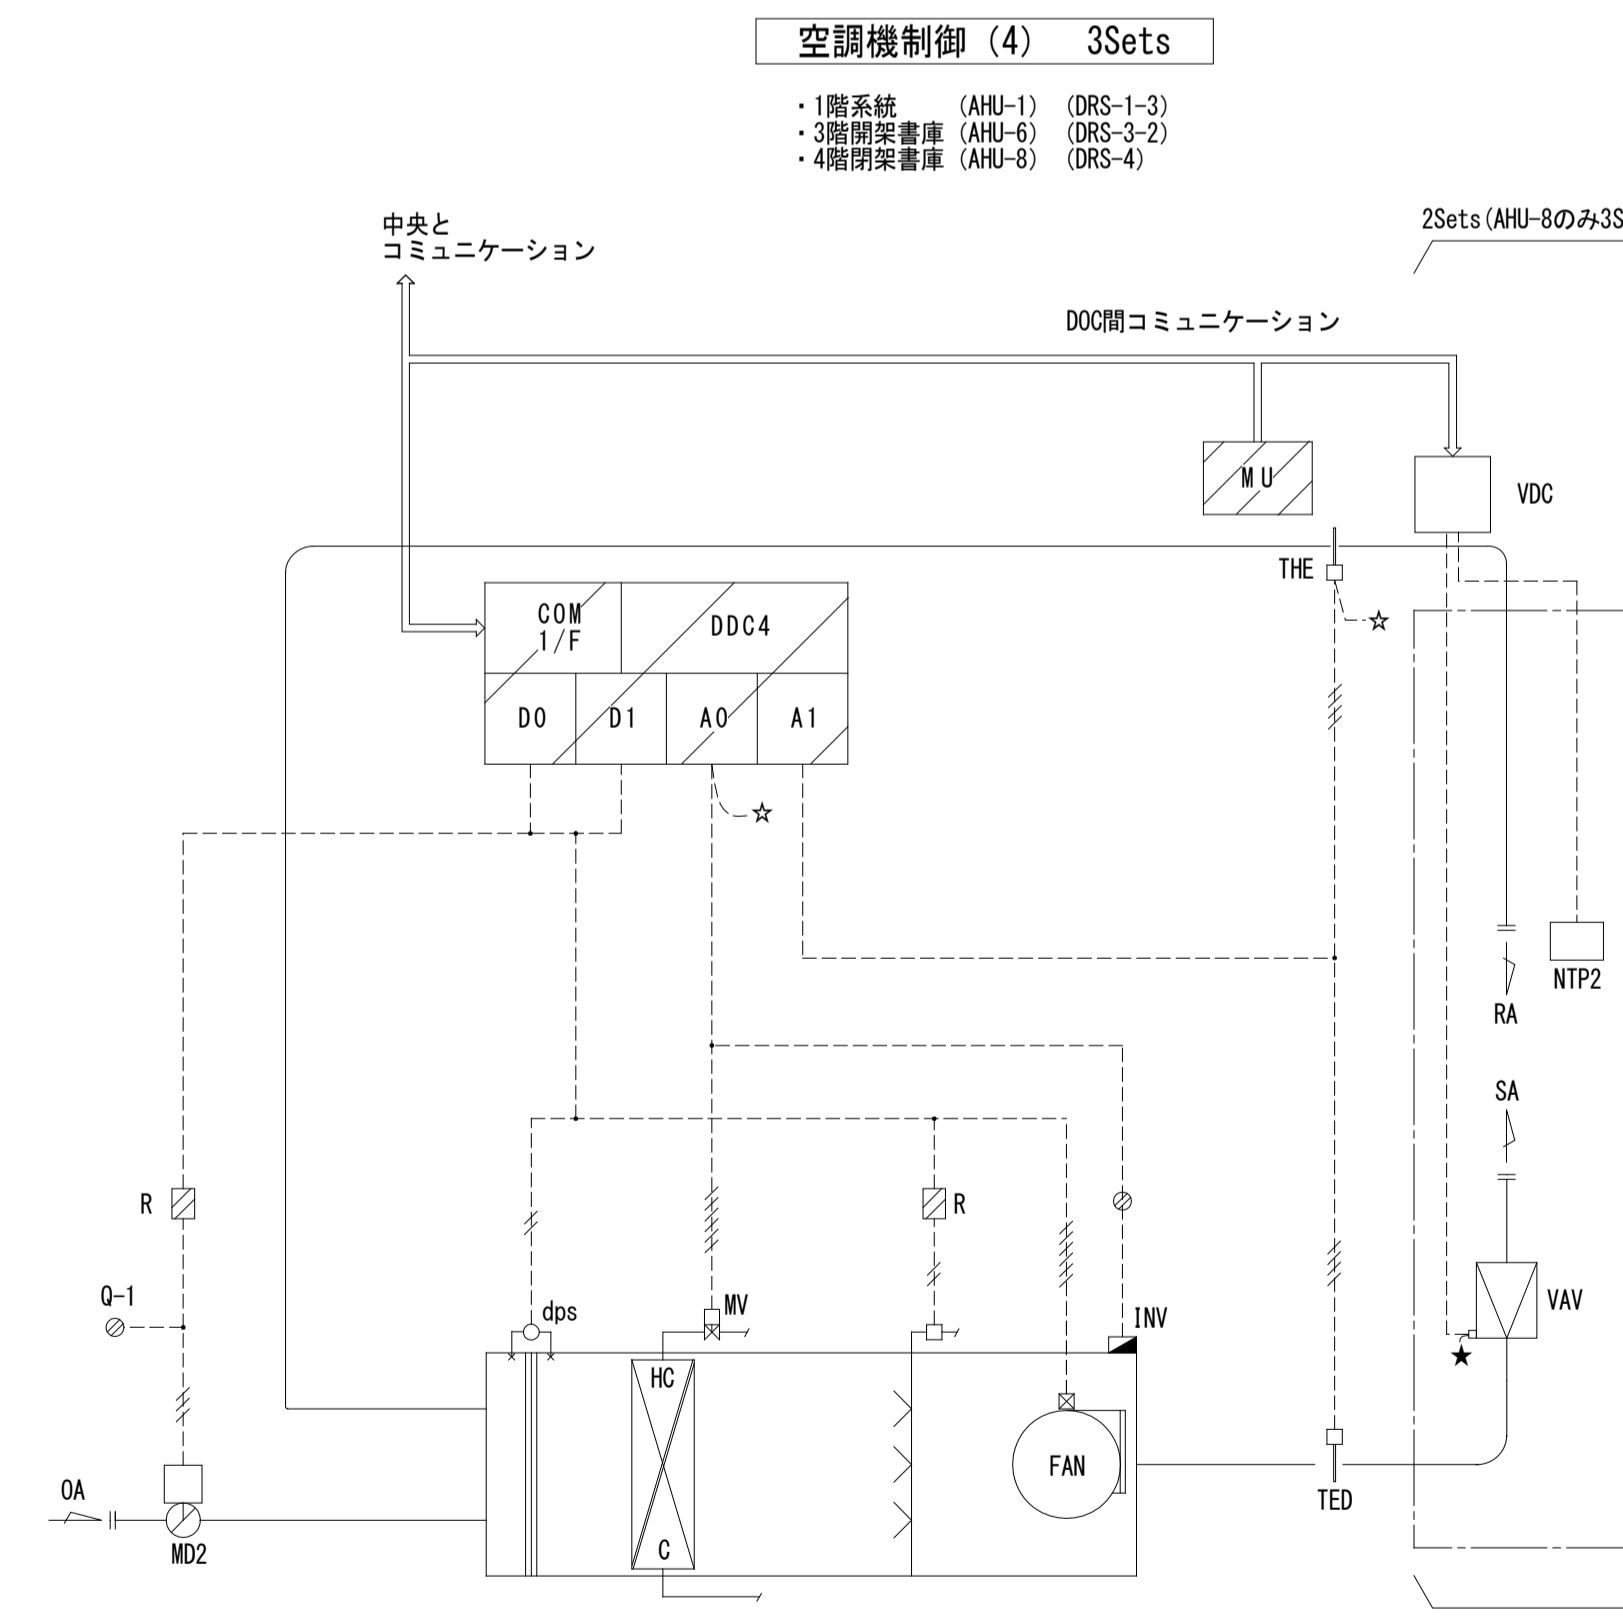 空調機制御（4）　3Sets
・1階系統　　（AHU-1）　（DRS-1-3）
・3階開架書庫（AHU-6）　（DRS-3-2）
・4階閉架書庫（AHU-8）　（DRS-4）
中央と
コミュニケーション
2Sets(AHU-8のみ3S
DOC間コミュニケーション
MU
VDC
THE
☆
COM
1/F
DDC4
D0
D1
A0
A1
☆
NTP2
RA
SA
R
R
Q-1
dps
MV
INV
VAV
★
HC
FAN
OA
TED
C
MD2